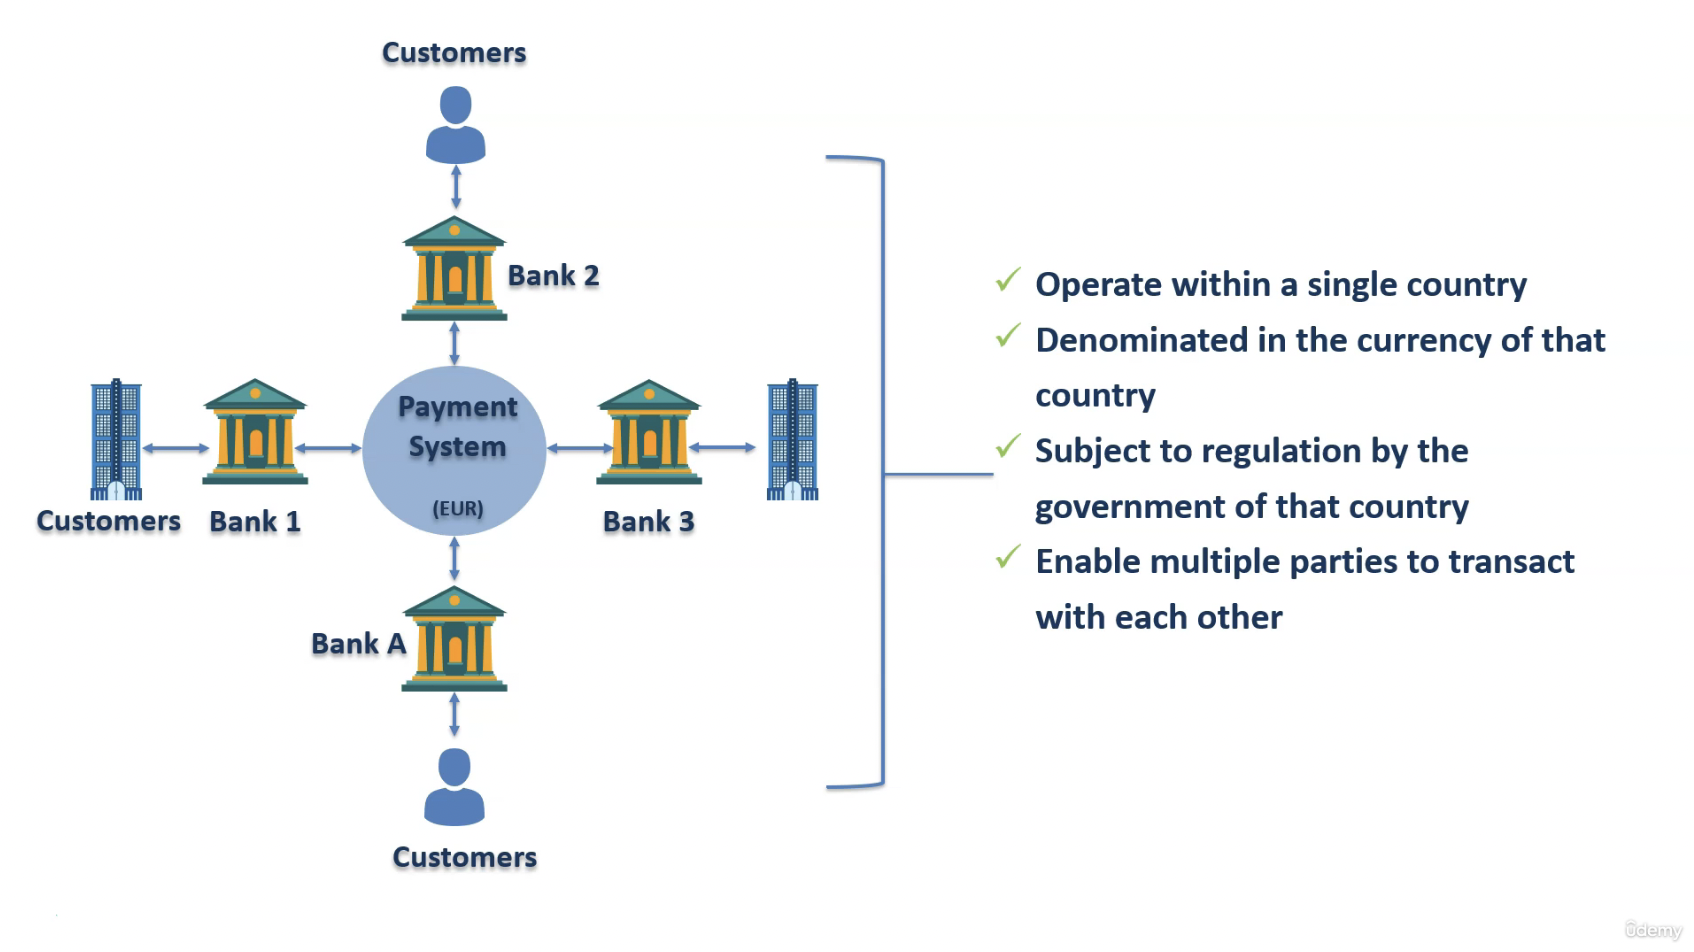 Customers
Bank 2
Payment
System
(EUR)
Customers
Bank 1
Bank 3
Bank A
Customers
✓ Operate within a single country
✓ Denominated in the currency of that
country
✓ Subject to regulation by the
government of that country
✓ Enable multiple parties to transact
with each other
ûdemy